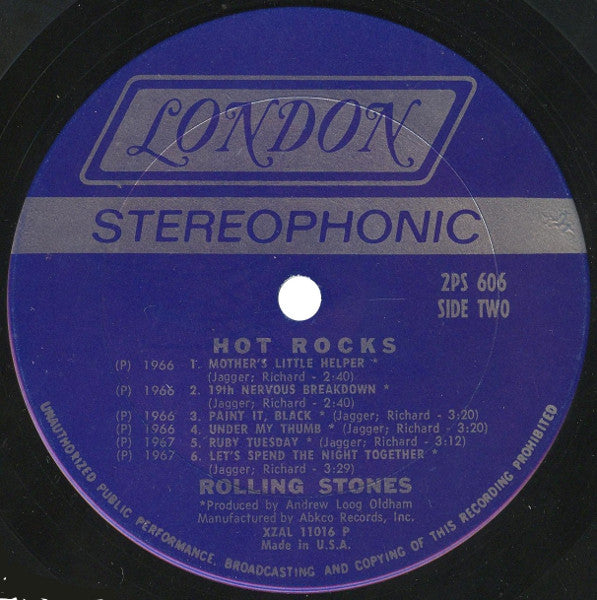 LONDON
STEREOPHONIC
2PS 606
SIDE TWO
HOT ROCKS
(P) 1966 1. MOTHER'S LITTLE HELPER *
(Jagger; Richard - 2:40)
(P) 1966 2. 19th NERVOUS BREAKDOWN *
(Jagger; Richard - 2:40)
(P) 1966 3. PAINT IT, BLACK * (Jagger; Richard - 3:20)
(P) 1966 4. UNDER MY THUMB * (Jagger; Richard - 3:20)
(P) 1967 5. RUBY TUESDAY * (Jagger; Richard - 3:12)
(P) 1967 6. LET'S SPEND THE NIGHT TOGETHER *
(Jagger; Richard - 3:29)
ROLLING STONES
*Produced by Andrew Loog Oldham
Manufactured by Abkco Records, Inc.
XZAL 11016 P
Made in U.S.A.
UNAUTHORIZED PUBLIC PERFORMANCE, BROADCASTING AND COPYING OF THIS RECORDING PROHIBITED